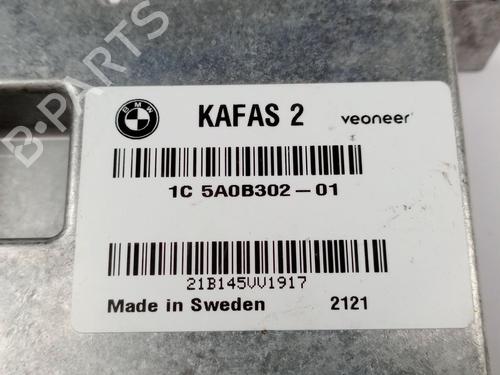 B-PARTS
BMW
KAFAS 2
veoneer
1C 5A0B302-01
21B145VV1917
Made in Sweden 2121